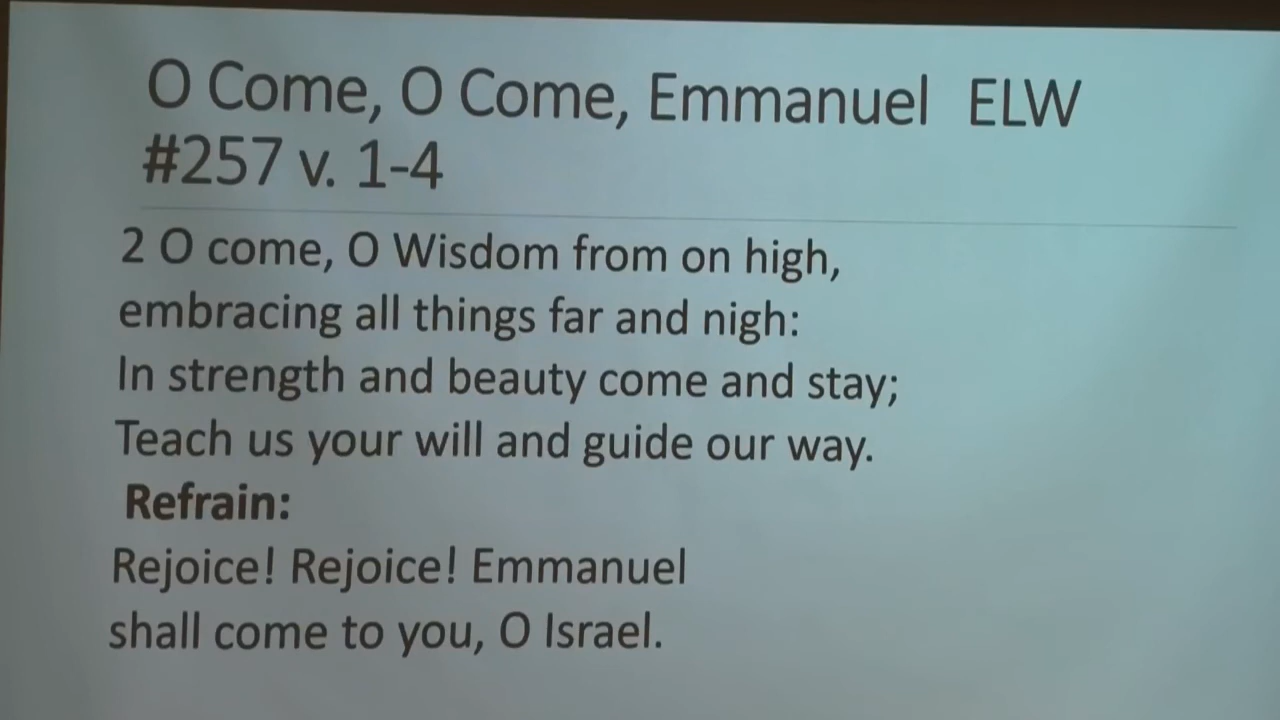 O Come, O Come, Emmanuel ELW
#257 v. 1-4
2 O come, O Wisdom from on high,
embracing all things far and nigh:
In strength and beauty come and stay;
Teach us your will and guide our way.
Refrain:
Rejoice! Rejoice! Emmanuel
shall come to you, O Israel.